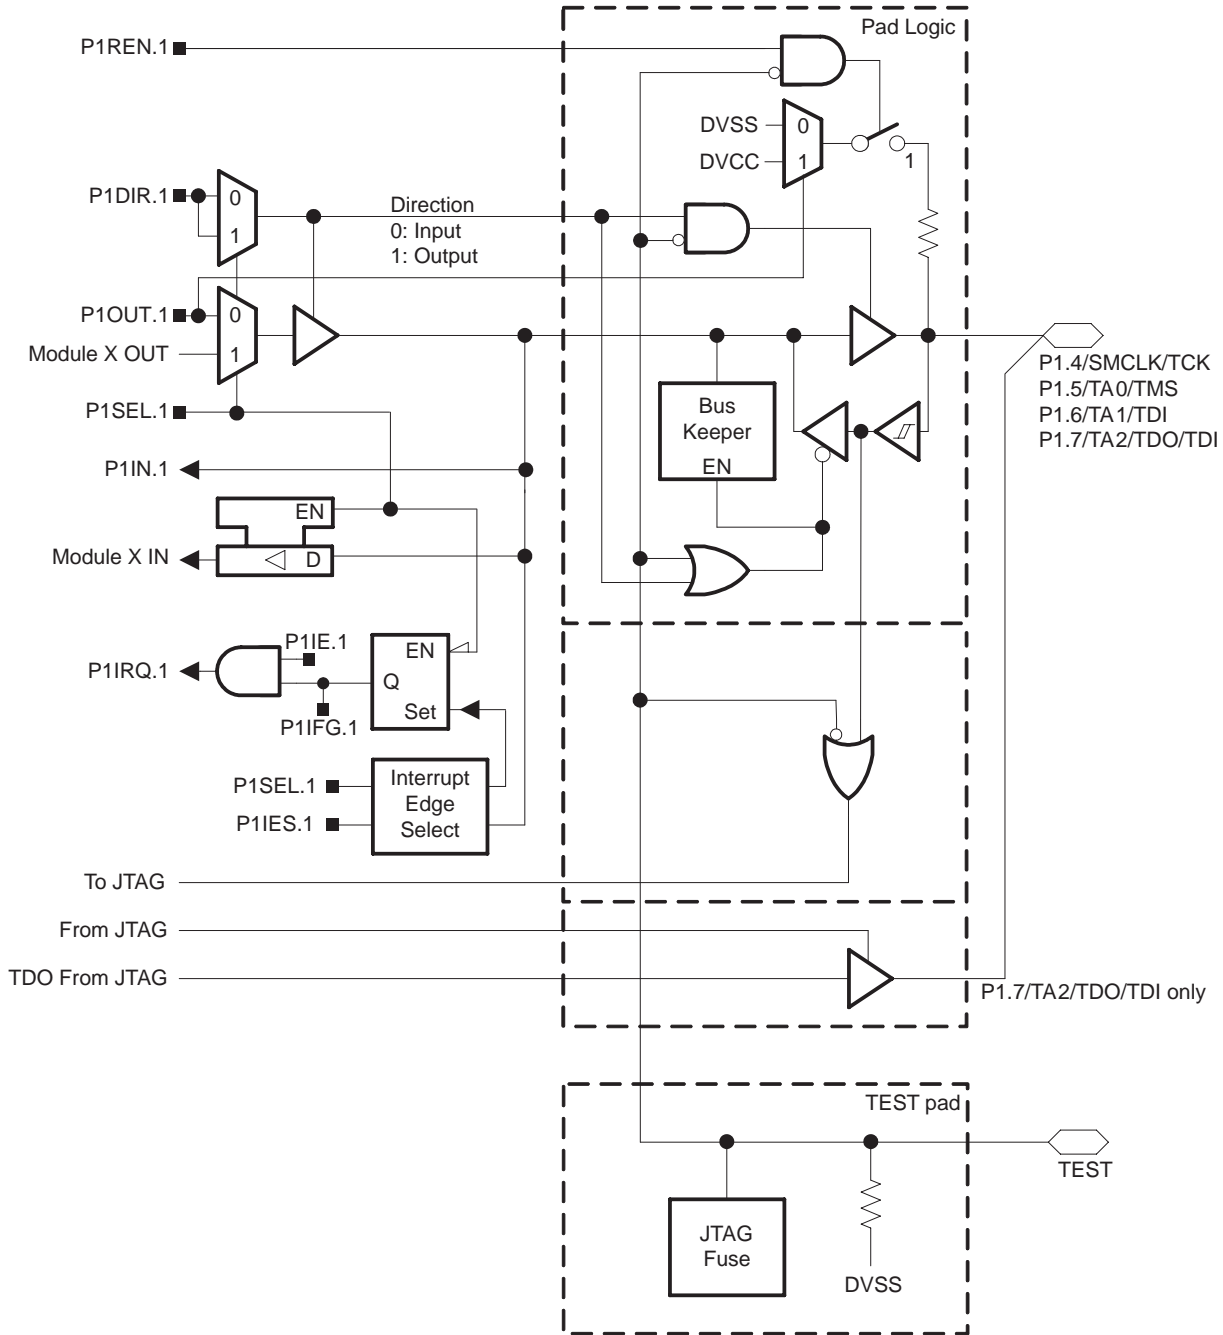 Pad Logic
P1REN.1
DVSS
0
DVCC
1
1
P1DIR.1
0
1
Direction
0: Input
1: Output
P1OUT.1
0
Module X OUT
1
P1SEL.1
P1IN.1
Bus
Keeper
EN
P1.4/SMCLK/TCK
P1.5/TA0/TMS
P1.6/TA1/TDI
P1.7/TA2/TDO/TDI
EN
Module X IN
D
P1IE.1
P1IRQ.1
P1IFG.1
EN
Q
Set
P1SEL.1
P1IES.1
Interrupt
Edge
Select
To JTAG
From JTAG
TDO From JTAG
P1.7/TA2/TDO/TDI only
TEST pad
TEST
JTAG
Fuse
DVSS